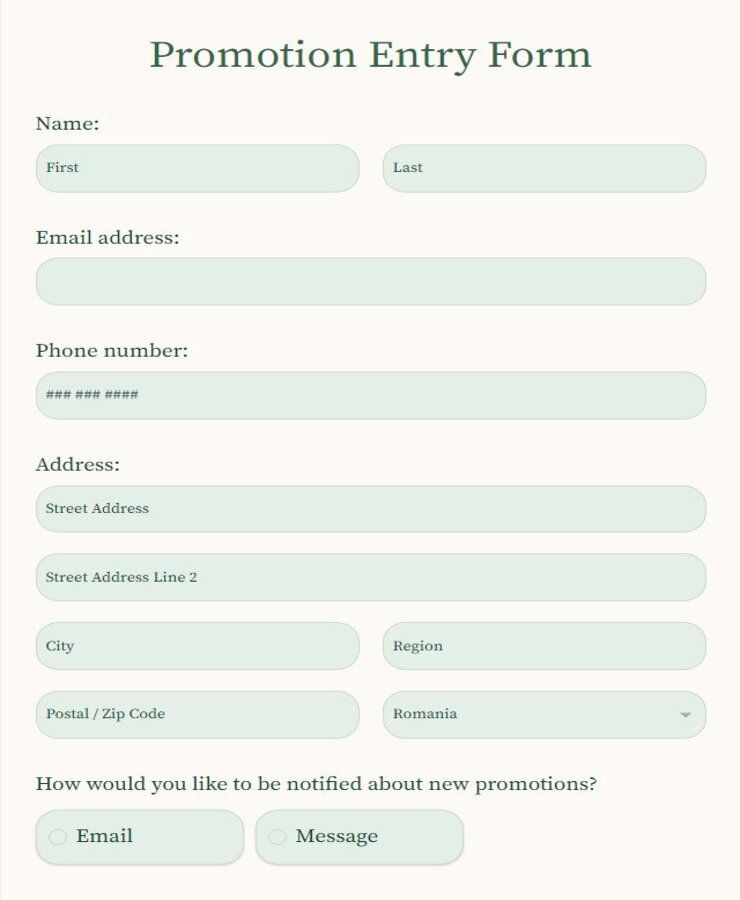 Promotion Entry Form
Name:
First Last
Email address:
Phone number:
### ### ####
Address:
Street Address
Street Address Line 2
City Region
Postal / Zip Code Romania
How would you like to be notified about new promotions?
Email Message